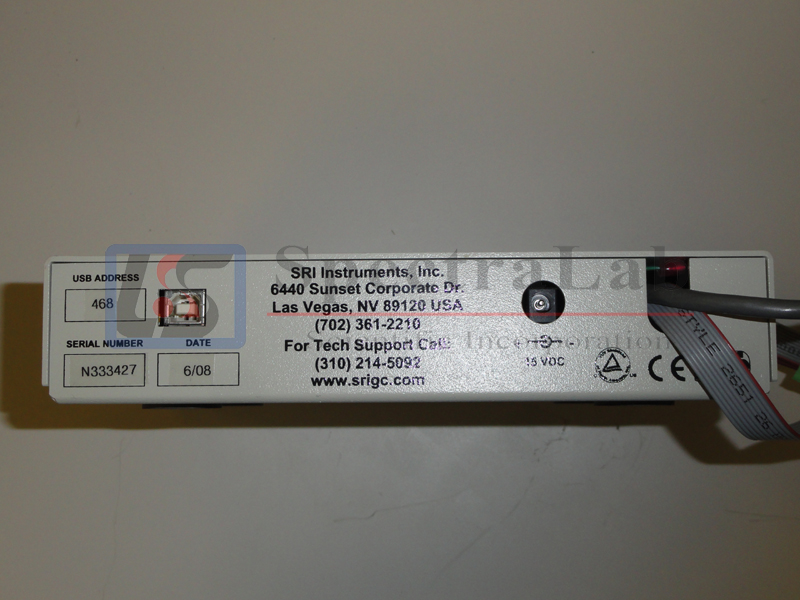 USB ADDRESS
468
SERIAL NUMBER
DATE
N333427
6/08
SRI Instruments, Inc.
6440 Sunset Corporate Dr.
Las Vegas, NV 89120 USA
(702) 361-2210
For Tech Support Call:
(310) 214-5092
www.srigc.com
15 VDC
CE
STYLE 2651
SpectraLab
Incorporation